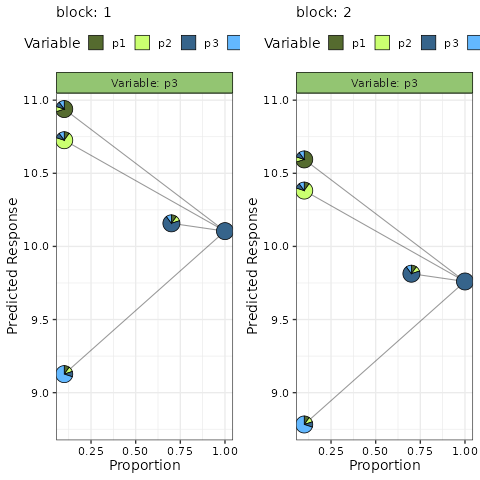 block: 1
Variable p1 p2 p3
Variable: p3
11.0
10.5
10.0
9.5
9.0
Predicted Response
0.25 0.50 0.75 1.00
Proportion
block: 2
Variable p1 p2 p3
Variable: p3
11.0
10.5
10.0
9.5
9.0
Predicted Response
0.25 0.50 0.75 1.00
Proportion